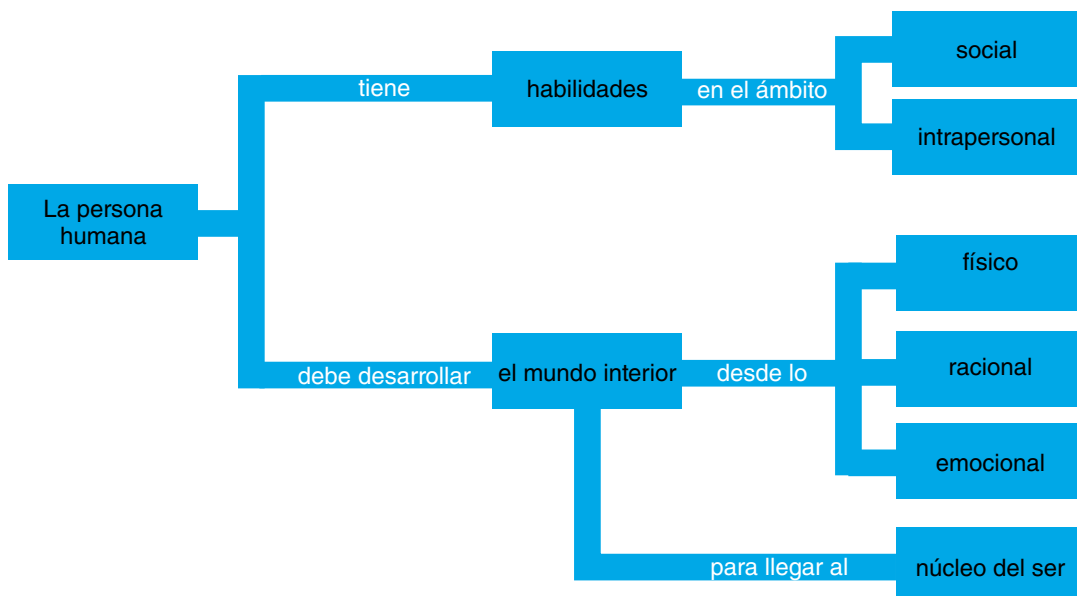 La persona
humana
tiene
habilidades
en el ámbito
social
intrapersonal
debe desarrollar
el mundo interior
desde lo
físico
racional
emocional
para llegar al
núcleo del ser